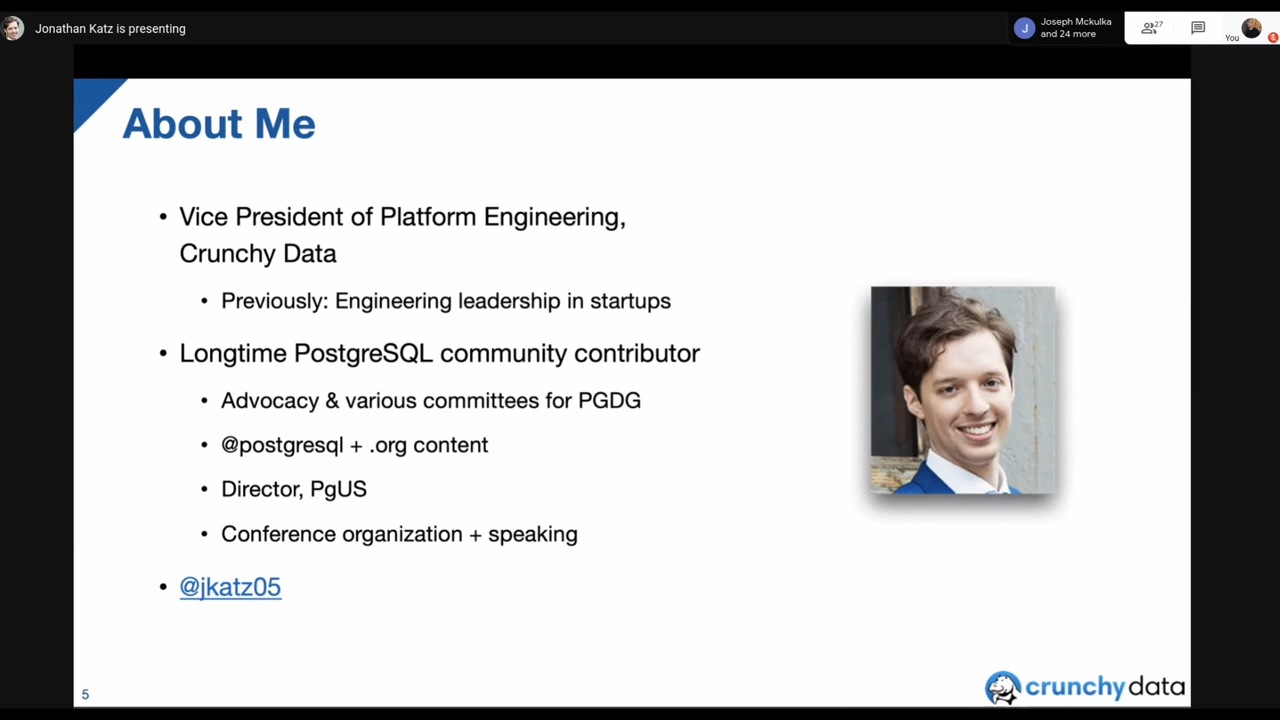 Jonathan Katz is presenting
Joseph Mckulka
and 24 more
27
You
J
About Me
• Vice President of Platform Engineering,
Crunchy Data
• Previously: Engineering leadership in startups
• Longtime PostgreSQL community contributor
• Advocacy & various committees for PGDG
• @postgresql + .org content
• Director, PgUS
• Conference organization + speaking
• @jkatz05
5
crunchy data